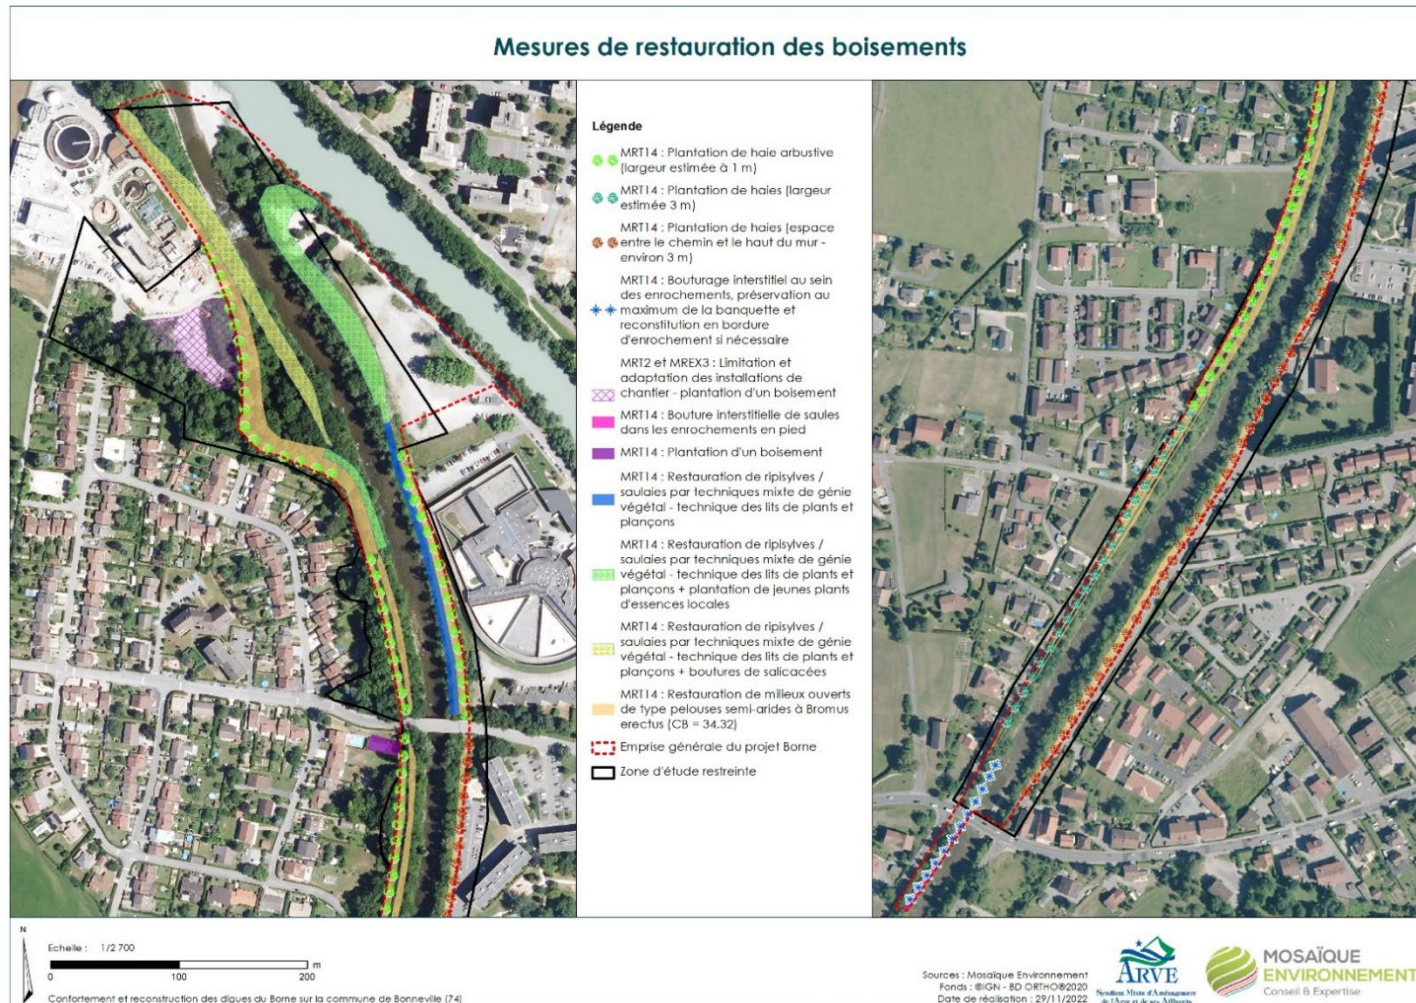 Mesures de restauration des boisements
Légende
MRT14 : Plantation de haie arbustive
(largeur estimée à 1 m)
MRT14 : Plantation de haies (largeur
estimée 3 m)
MRT14 : Plantation de haies (espace
entre le chemin et le haut du mur -
environ 3 m)
MRT14 : Bouturage interstitiel au sein
des enrochements, préservation au
maximum de la banquette et
reconstitution en bordure
d'enrochement si nécessaire
MRT2 et MREX3 : Limitation et
adaptation des installations de
chantier - plantation d'un boisement
MRT14 : Bouture interstitielle de saules
dans les enrochements en pied
MRT14 : Plantation d'un boisement
MRT14 : Restauration de ripisylves /
saulaies par techniques mixte de génie
végétal - technique des lits de plants et
plançons
MRT14 : Restauration de ripisylves /
saulaies par techniques mixte de génie
végétal - technique des lits de plants et
plançons + plantation de jeunes plants
d'essences locales
MRT14 : Restauration de ripisylves /
saulaies par techniques mixte de génie
végétal - technique des lits de plants et
plançons + boutures de salicacées
MRT14 : Restauration de milieux ouverts
de type pelouses semi-arides à Bromus
erectus (CB = 34.32)
Emprise générale du projet Borne
Zone d'étude restreinte
N
Echelle : 1/2 700
m
0 100 200
Confortement et reconstruction des digues du Borne sur la commune de Bonneville (74)
Sources : Mosaïque Environnement
Fonds : ©IGN - BD ORTHO®2020
Date de réalisation : 29/11/2022
ARVE
Syndicat Mixte d'Aménagement
de l'Arve et de ses Affluents
MOSAÏQUE
ENVIRONNEMENT
Conseil & Expertise